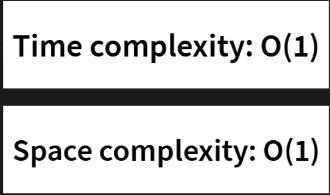 Time complexity: O(1)
Space complexity: O(1)